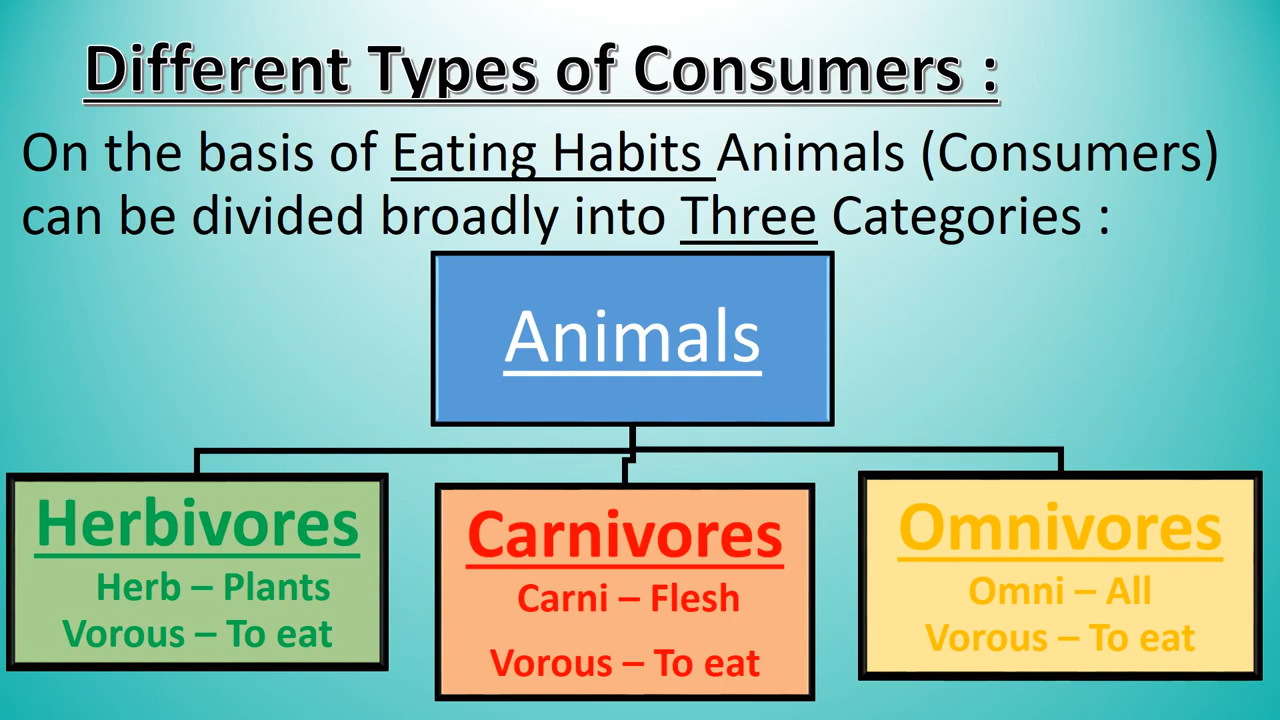 Different Types of Consumers :
On the basis of Eating Habits Animals (Consumers)
can be divided broadly into Three Categories :
Animals
Herbivores
Herb – Plants
Vorous – To eat
Carnivores
Carni – Flesh
Vorous – To eat
Omnivores
Omni – All
Vorous – To eat